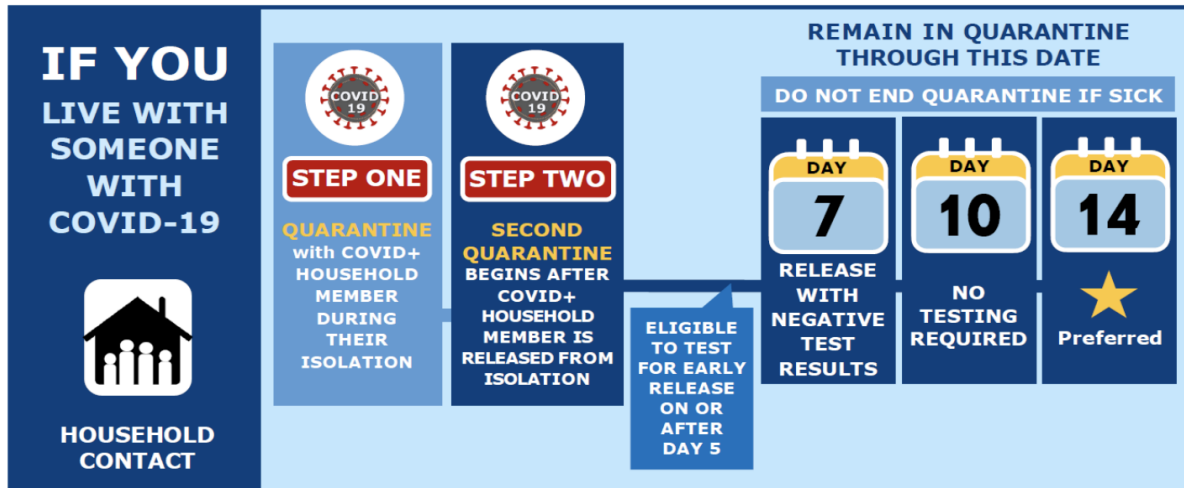 IF YOU
LIVE WITH
SOMEONE
WITH
COVID-19
HOUSEHOLD
CONTACT
COVID
19
STEP ONE
QUARANTINE
with COVID+
HOUSEHOLD
MEMBER
DURING
THEIR
ISOLATION
COVID
19
STEP TWO
SECOND
QUARANTINE
BEGINS AFTER
COVID+
HOUSEHOLD
MEMBER IS
RELEASED FROM
ISOLATION
ELIGIBLE
TO TEST
FOR EARLY
RELEASE
ON OR
AFTER
DAY 5
REMAIN IN QUARANTINE
THROUGH THIS DATE
DO NOT END QUARANTINE IF SICK
DAY
7
RELEASE
WITH
NEGATIVE
TEST
RESULTS
DAY
10
NO
TESTING
REQUIRED
DAY
14
Preferred